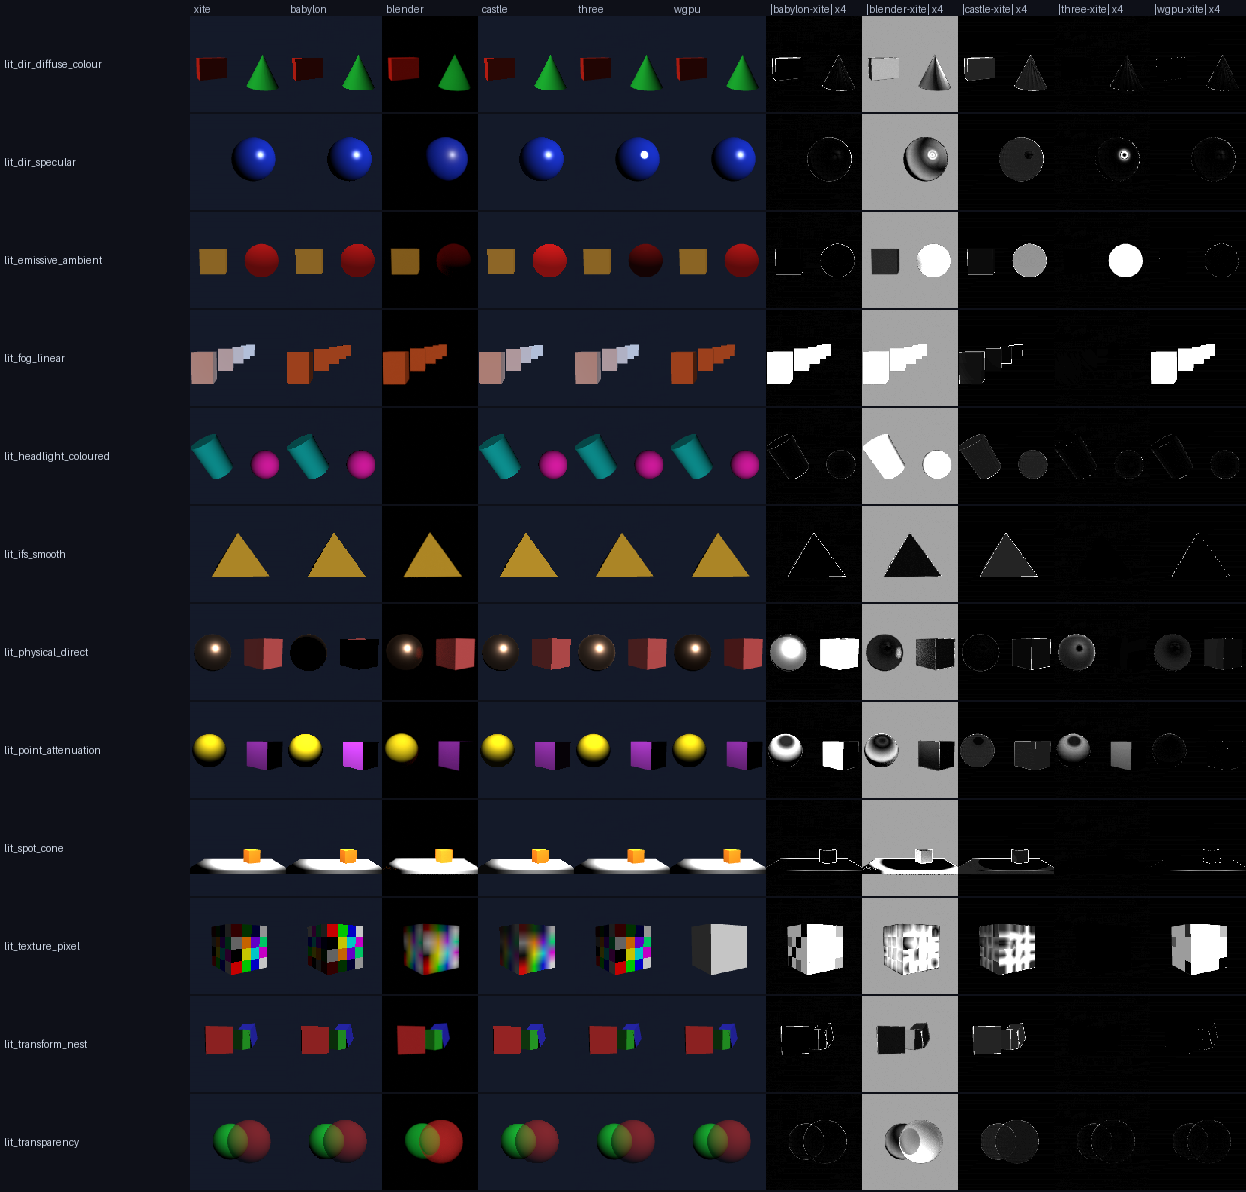 xite babylon blender castle three wgpu |babylon-xite| x4 |blender-xite| x4 |castle-xite| x4 |three-xite| x4 |wgpu-xite| x4
lit_dir_diffuse_colour
lit_dir_specular
lit_emissive_ambient
lit_fog_linear
lit_headlight_coloured
lit_ifs_smooth
lit_physical_direct
lit_point_attenuation
lit_spot_cone
lit_texture_pixel
lit_transform_nest
lit_transparency